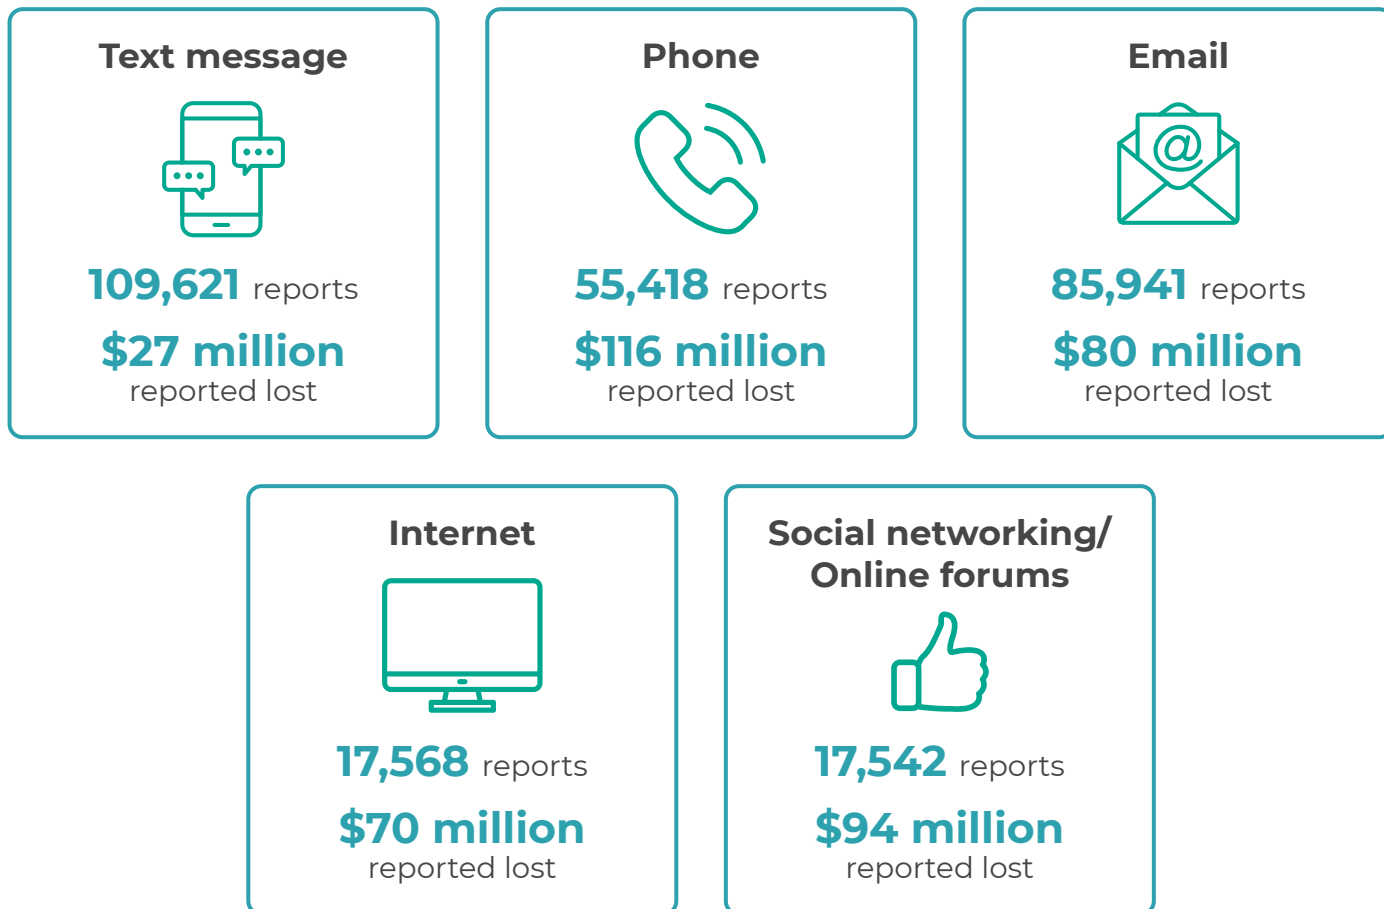 Text message
109,621 reports
$27 million
reported lost
Phone
55,418 reports
$116 million
reported lost
Email
@
85,941 reports
$80 million
reported lost
Internet
17,568 reports
$70 million
reported lost
Social networking/
Online forums
17,542 reports
$94 million
reported lost